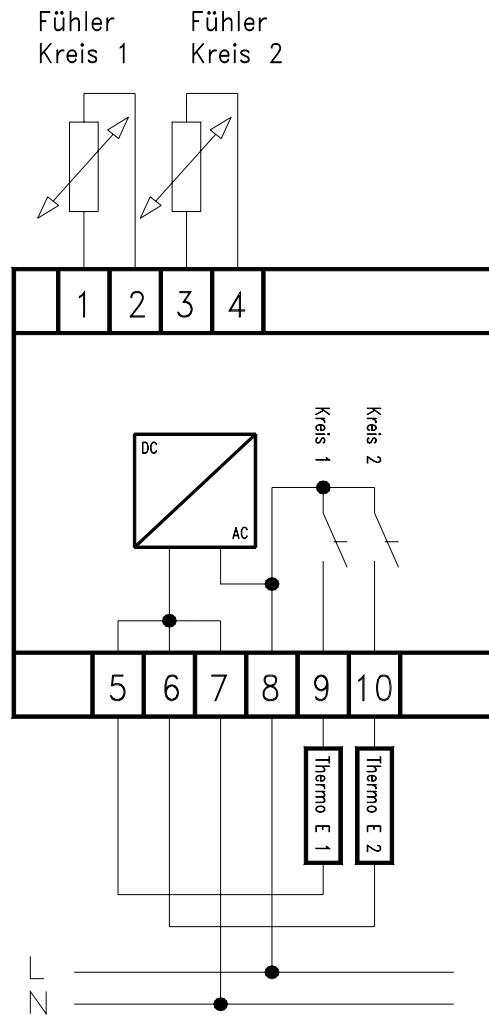 Fühler
Kreis 1
Fühler
Kreis 2
1
2
3
4
DC
AC
Kreis 1
Kreis 2
5
6
7
8
9
10
Thermo E 1
Thermo E 2
L
N